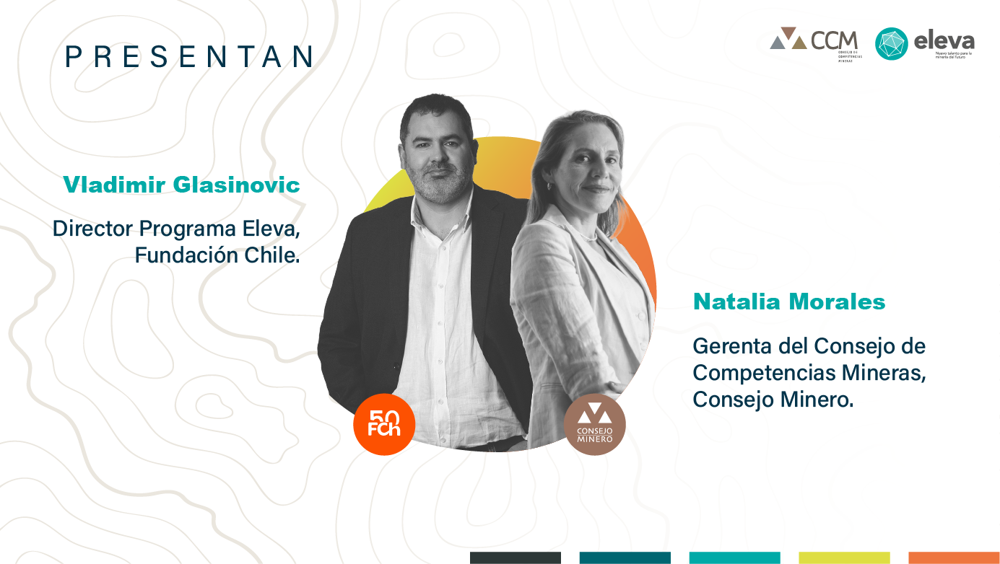 PRESENTAN
CCM
CONSEJO DE
COMPETENCIAS
MINERAS
eleva
Nuevo talento para la
minería del futuro
Vladimir Glasinovic
Director Programa Eleva,
Fundación Chile.
Natalia Morales
Gerenta del Consejo de
Competencias Mineras,
Consejo Minero.
50
FCh
CONSEJO
MINERO